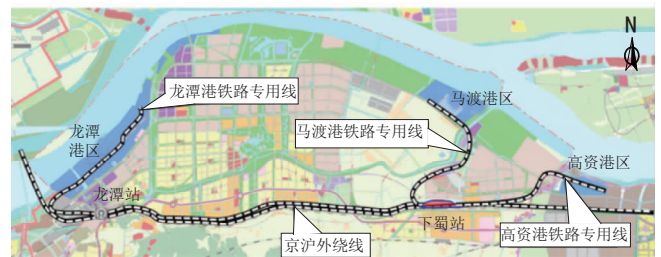 N
龙潭港铁路专用线
马渡港区
龙潭
港区
马渡港铁路专用线
高资港区
龙潭站
下蜀站
高资港铁路专用线
京沪外绕线